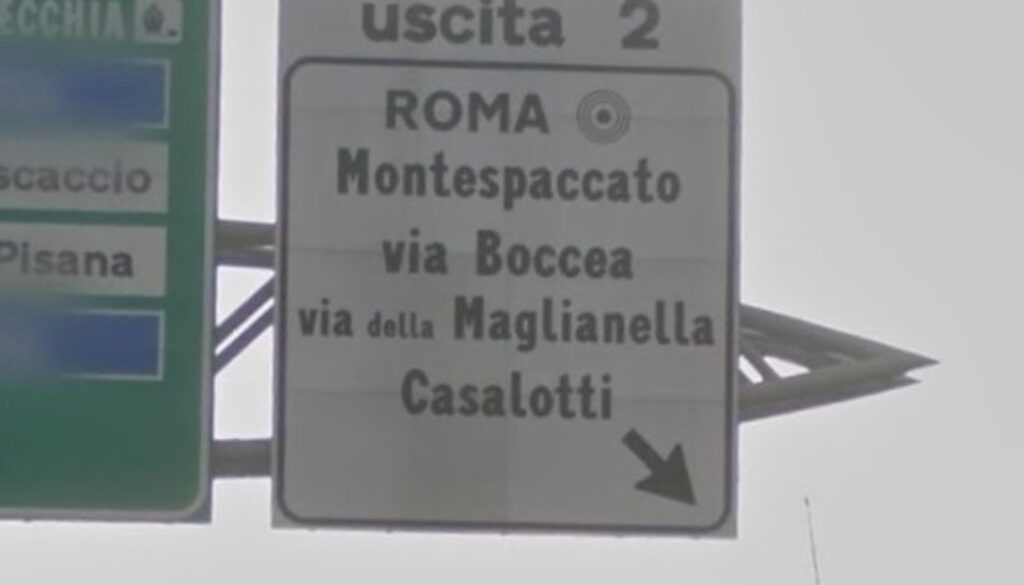 ECCHIA
scaccio
Pisana
uscita 2
ROMA
Montespaccato
via Boccea
via della Maglianella
Casalotti